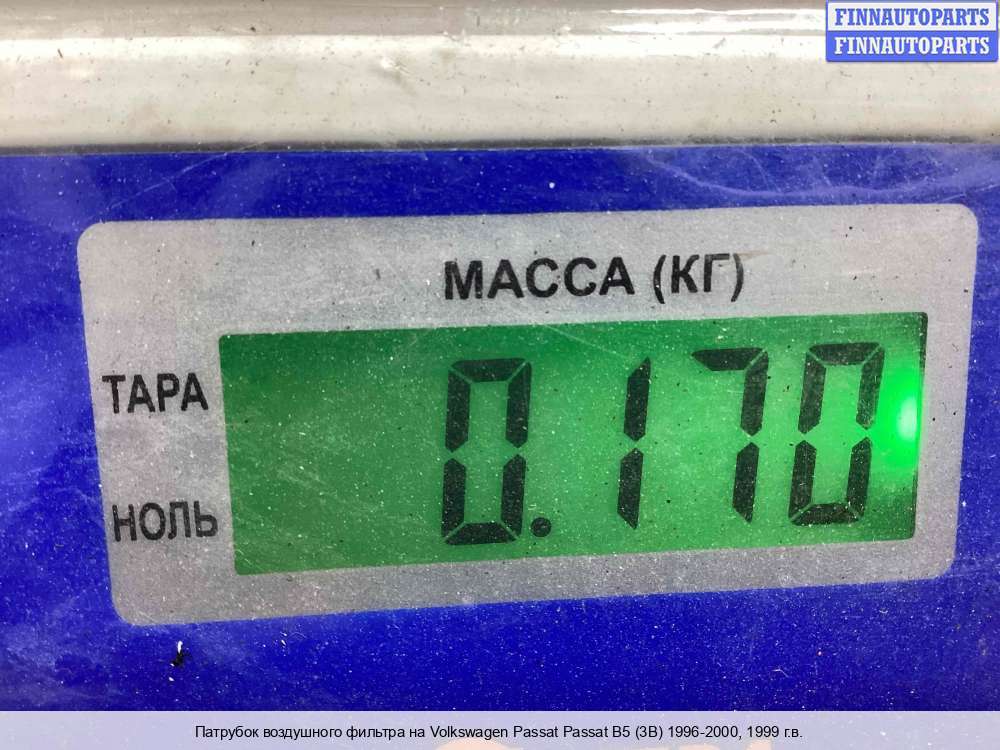 FINNAUTOPARTS
FINNAUTOPARTS
МАССА (КГ)
ТАРА
0.170
НОЛЬ
Патрубок воздушного фильтра на Volkswagen Passat Passat B5 (3B) 1996-2000, 1999 г.в.